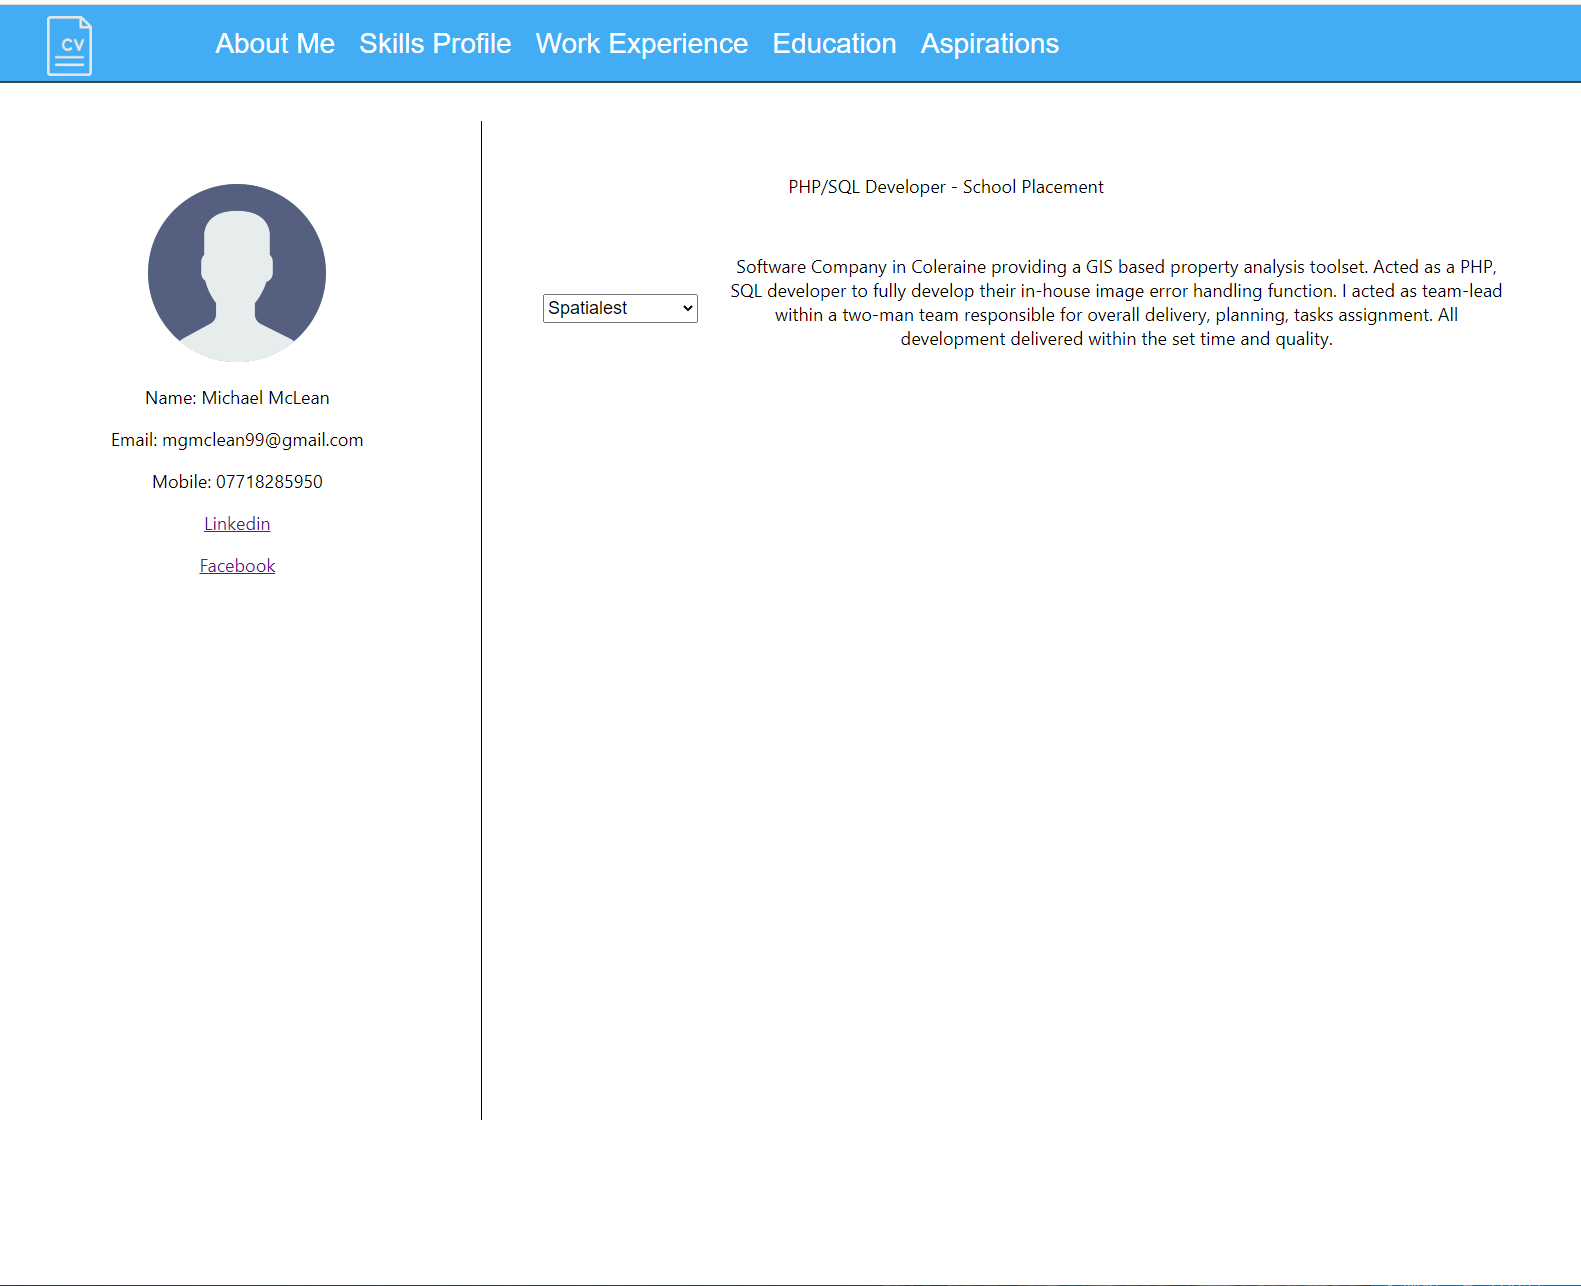 CV
About Me Skills Profile Work Experience Education Aspirations
Name: Michael McLean
Email: mgmclean99@gmail.com
Mobile: 07718285950
Linkedin
Facebook
PHP/SQL Developer - School Placement
Spatialest
Software Company in Coleraine providing a GIS based property analysis toolset. Acted as a PHP,
SQL developer to fully develop their in-house image error handling function. I acted as team-lead
within a two-man team responsible for overall delivery, planning, tasks assignment. All
development delivered within the set time and quality.